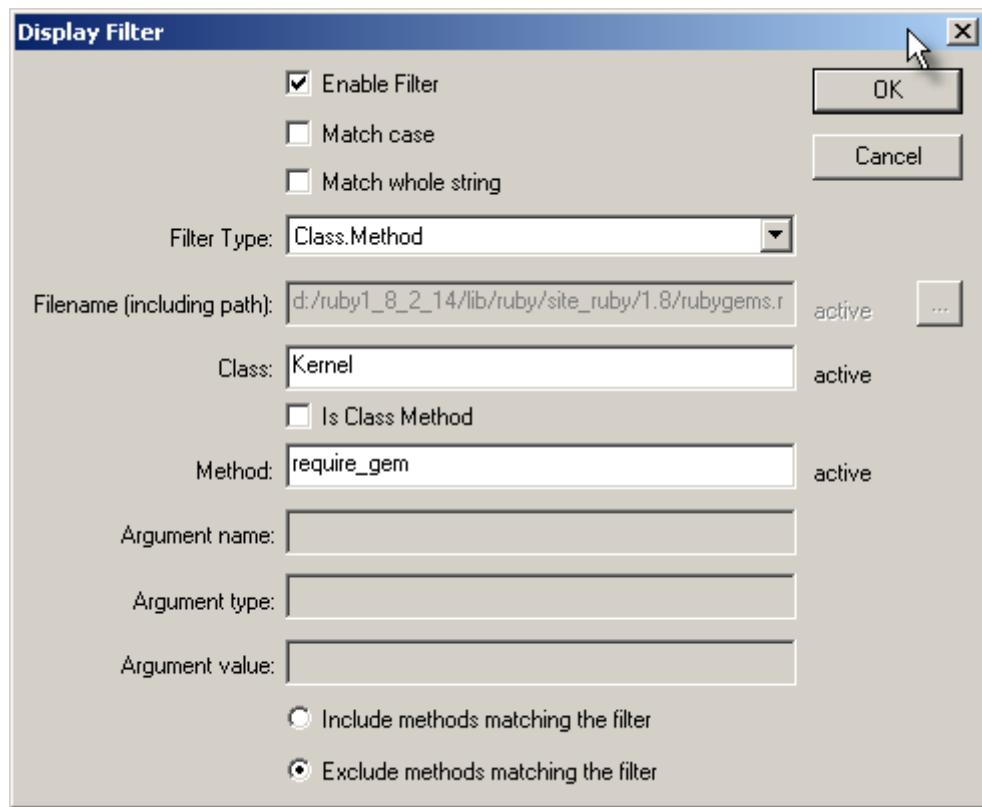 Display Filter
Enable Filter
OK
Match case
Cancel
Match whole string
Filter Type: Class.Method
Filename (including path): d:/ruby1_8_2_14/lib/ruby/site_ruby/1.8/rubygems.r active ...
Class: Kernel active
Is Class Method
Method: require_gem active
Argument name:
Argument type:
Argument value:
Include methods matching the filter
Exclude methods matching the filter